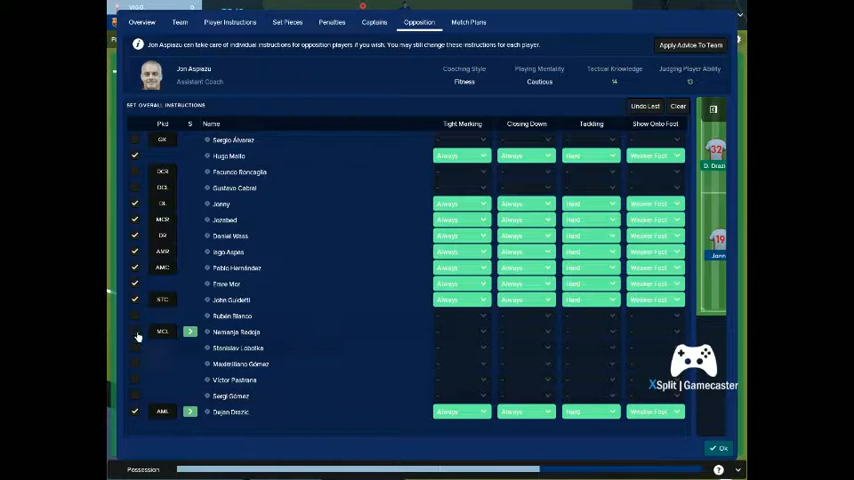 VIGO
Overview Team Player Instructions Set Pieces Penalties Captains Opposition Match Plans
Jon Aspiazu can take care of individual instructions for opposition players if you wish. You may still change these instructions for each player.
Apply Advice To Team
Jon Aspiazu
Assistant Coach
Coaching Style Playing Mentality Tactical Knowledge Judging Player Ability
Fitness Cautious 14 13
SET OVERALL INSTRUCTIONS
Undo Last Clear
Pkd S Name Tight Marking Closing Down Tackling Show Onto Foot
GK Sergio Álvarez - - - -
Hugo Mallo Always Always Hard Weaker Foot
DCR Facundo Roncaglia - - - -
DCL Gustavo Cabral - - - -
DL Jonny Always Always Hard Weaker Foot
MCR Jozabed Always Always Hard Weaker Foot
DR Daniel Wass Always Always Hard Weaker Foot
AMR Iago Aspas Always Always Hard Weaker Foot
AMC Pablo Hernández Always Always Hard Weaker Foot
Emre Mor Always Always Hard Weaker Foot
STC John Guidetti Always Always Hard Weaker Foot
Rubén Blanco - - - -
MCL Nemanja Radoja - - - -
Stanislav Lobotka - - - -
Maximiliano Gómez - - - -
Víctor Pastrana - - - -
Sergi Gómez - - - -
AML Dejan Drazic Always Always Hard Weaker Foot
32
D. Drazi
19
Jonn
XSplit | Gamecaster
Ok
Possession
?